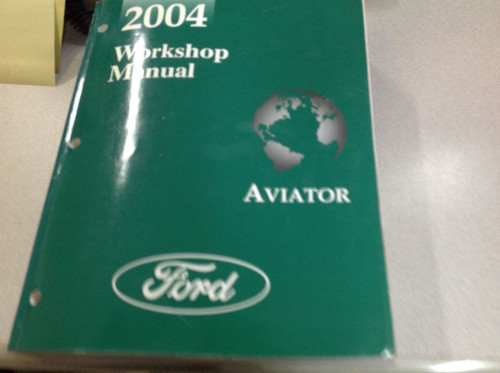 2004
Workshop
Manual
AVIATOR
Ford